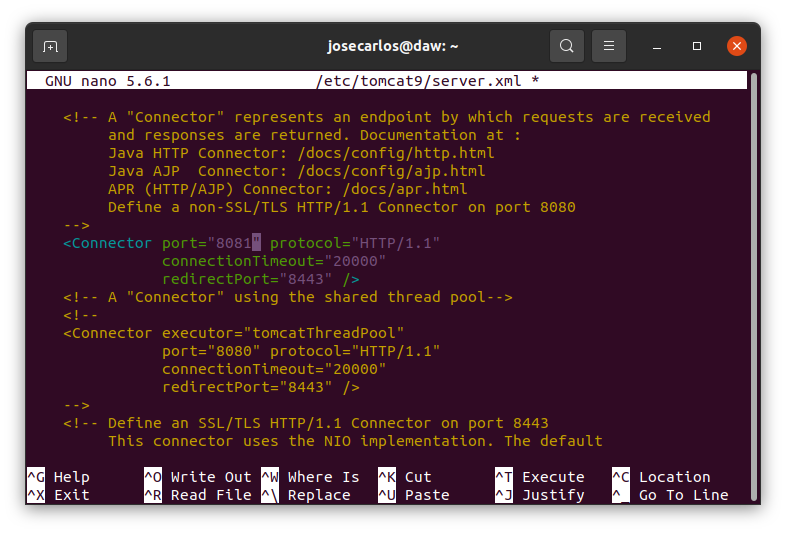 josecarlos@daw: ~
GNU nano 5.6.1 /etc/tomcat9/server.xml *
<!-- A "Connector" represents an endpoint by which requests are received
and responses are returned. Documentation at :
Java HTTP Connector: /docs/config/http.html
Java AJP  Connector: /docs/config/ajp.html
APR (HTTP/AJP) Connector: /docs/apr.html
Define a non-SSL/TLS HTTP/1.1 Connector on port 8080
-->
<Connector port="8081" protocol="HTTP/1.1"
connectionTimeout="20000"
redirectPort="8443" />
<!-- A "Connector" using the shared thread pool-->
<!--
<Connector executor="tomcatThreadPool"
port="8080" protocol="HTTP/1.1"
connectionTimeout="20000"
redirectPort="8443" />
-->
<!-- Define an SSL/TLS HTTP/1.1 Connector on port 8443
This connector uses the NIO implementation. The default
^G Help ^O Write Out ^W Where Is ^K Cut ^T Execute ^C Location
^X Exit ^R Read File ^\ Replace ^U Paste ^J Justify ^_ Go To Line